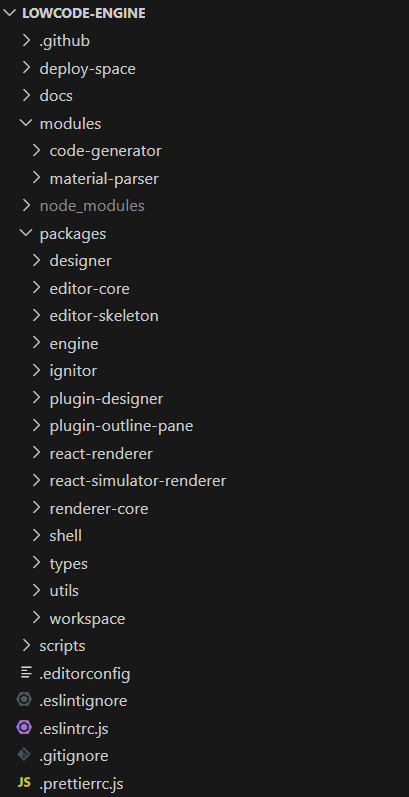 LOWCODE-ENGINE
.github
deploy-space
docs
modules
code-generator
material-parser
node_modules
packages
designer
editor-core
editor-skeleton
engine
ignitor
plugin-designer
plugin-outline-pane
react-renderer
react-simulator-renderer
renderer-core
shell
types
utils
workspace
scripts
.editorconfig
.eslintignore
.eslintrc.js
.gitignore
JS .prettierrc.js